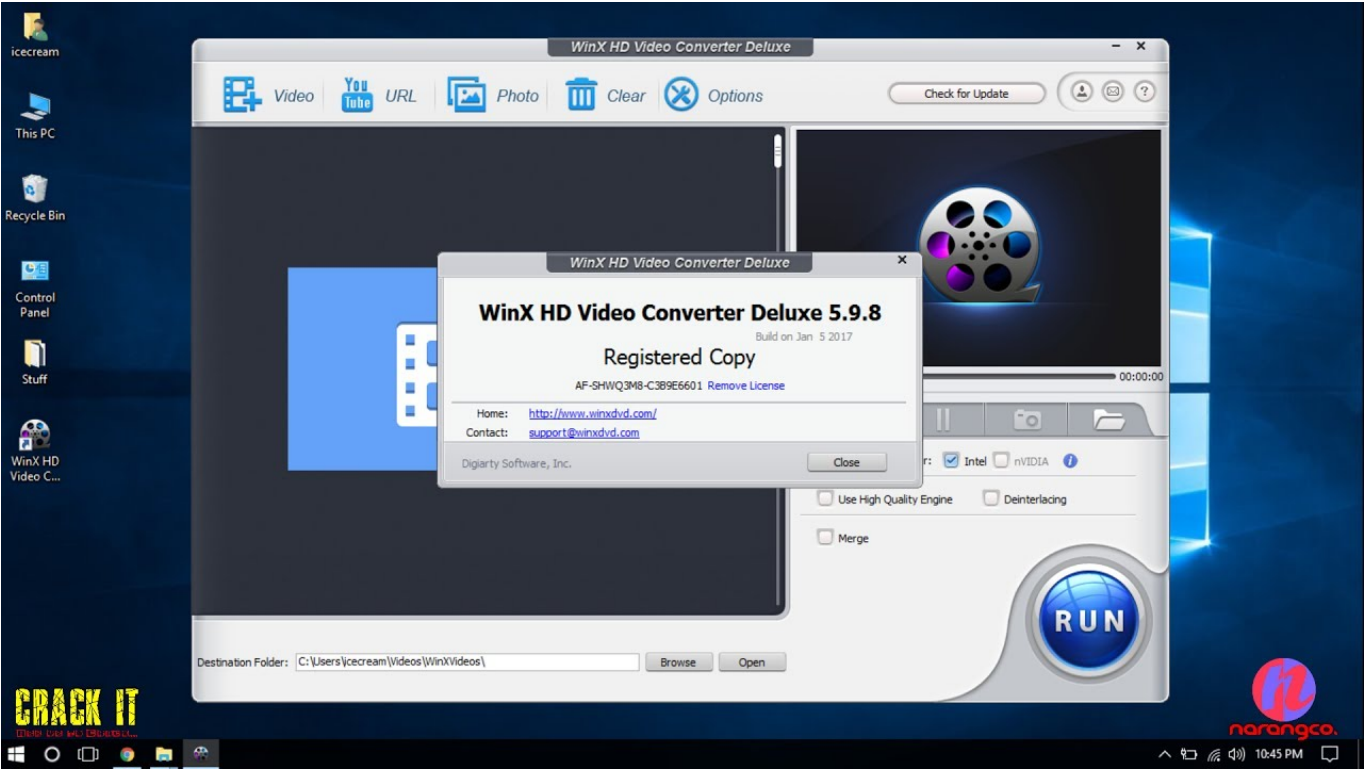 icecream
This PC
Recycle Bin
Control
Panel
Stuff
WinX HD
Video C...
WinX HD Video Converter Deluxe
Video
You
Tube
URL
Photo
Clear
Options
Check for Update
WinX HD Video Converter Deluxe
WinX HD Video Converter Deluxe 5.9.8
Build on Jan 5 2017
Registered Copy
AF-SHWQ3M8-C3B9E6601 Remove License
Home: http://www.winxdvd.com/
Contact: support@winxdvd.com
Digiarty Software, Inc.
Close
00:00:00
r: Intel nVIDIA
Use High Quality Engine Deinterlacing
Merge
RUN
Destination Folder: C:\Users\icecream\Videos\WinXVideos\ Browse Open
CRACK IT
narangco.
10:45 PM